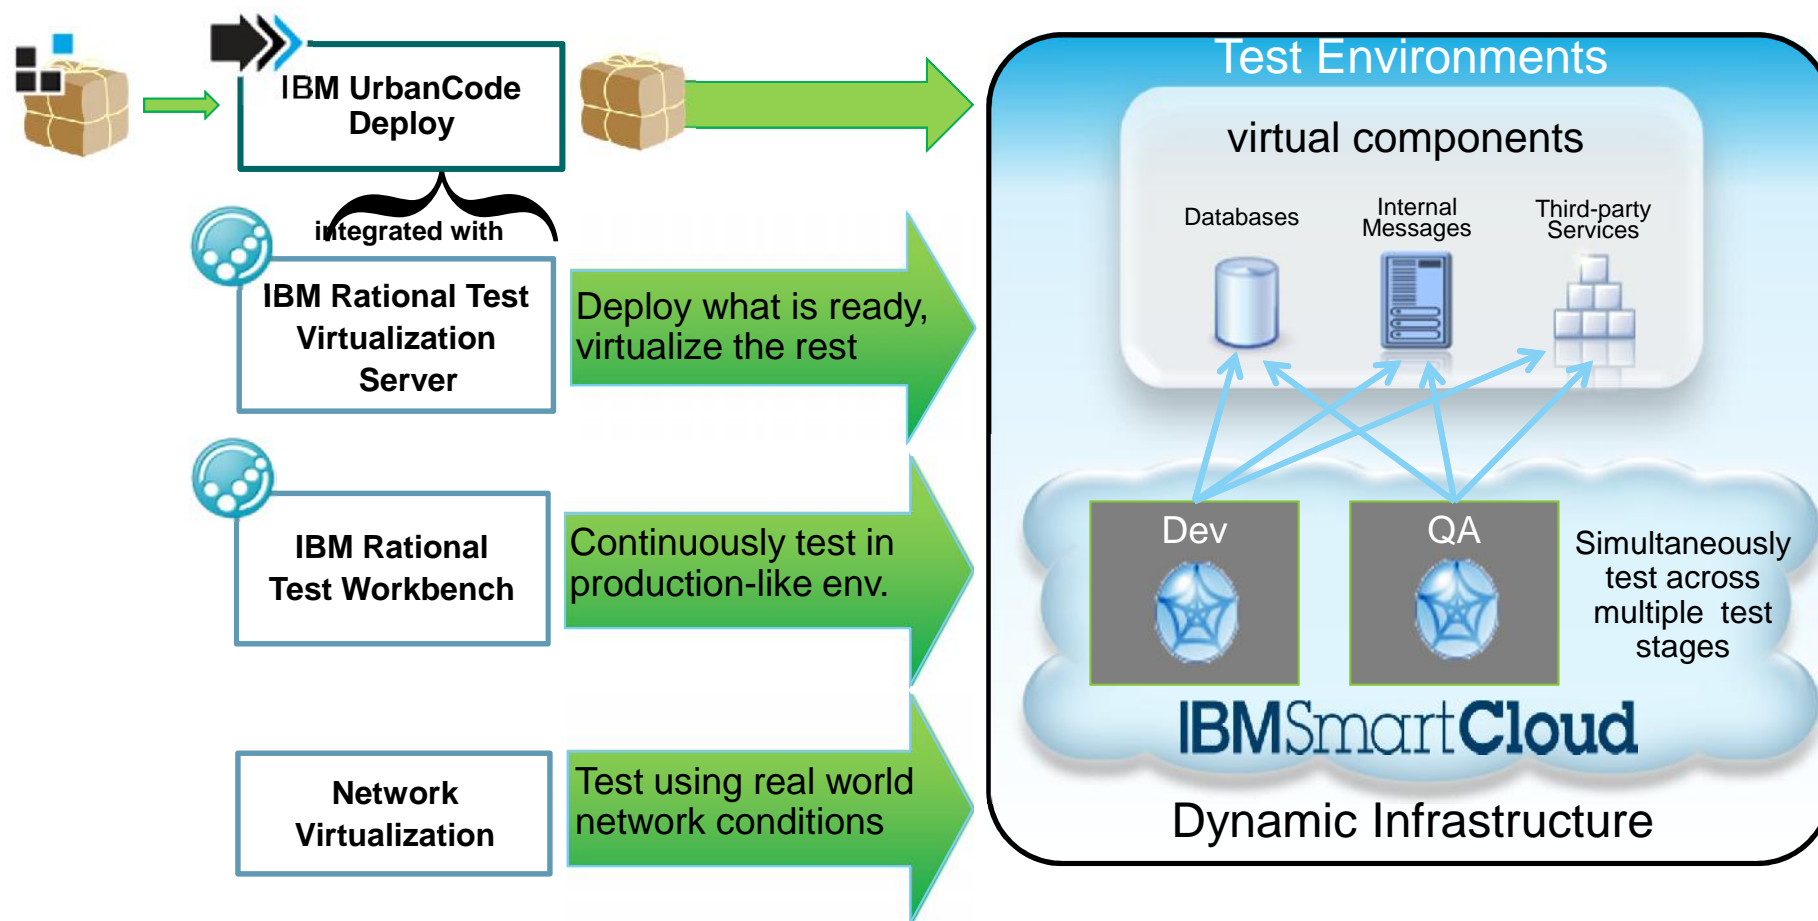 IBM UrbanCode
Deploy
integrated with
IBM Rational Test
Virtualization
Server
Deploy what is ready,
virtualize the rest
IBM Rational
Test Workbench
Continuously test in
production-like env.
Network
Virtualization
Test using real world
network conditions
Test Environments
virtual components
Databases
Internal
Messages
Third-party
Services
Dev
QA
Simultaneously
test across
multiple test
stages
IBMSmartCloud
Dynamic Infrastructure